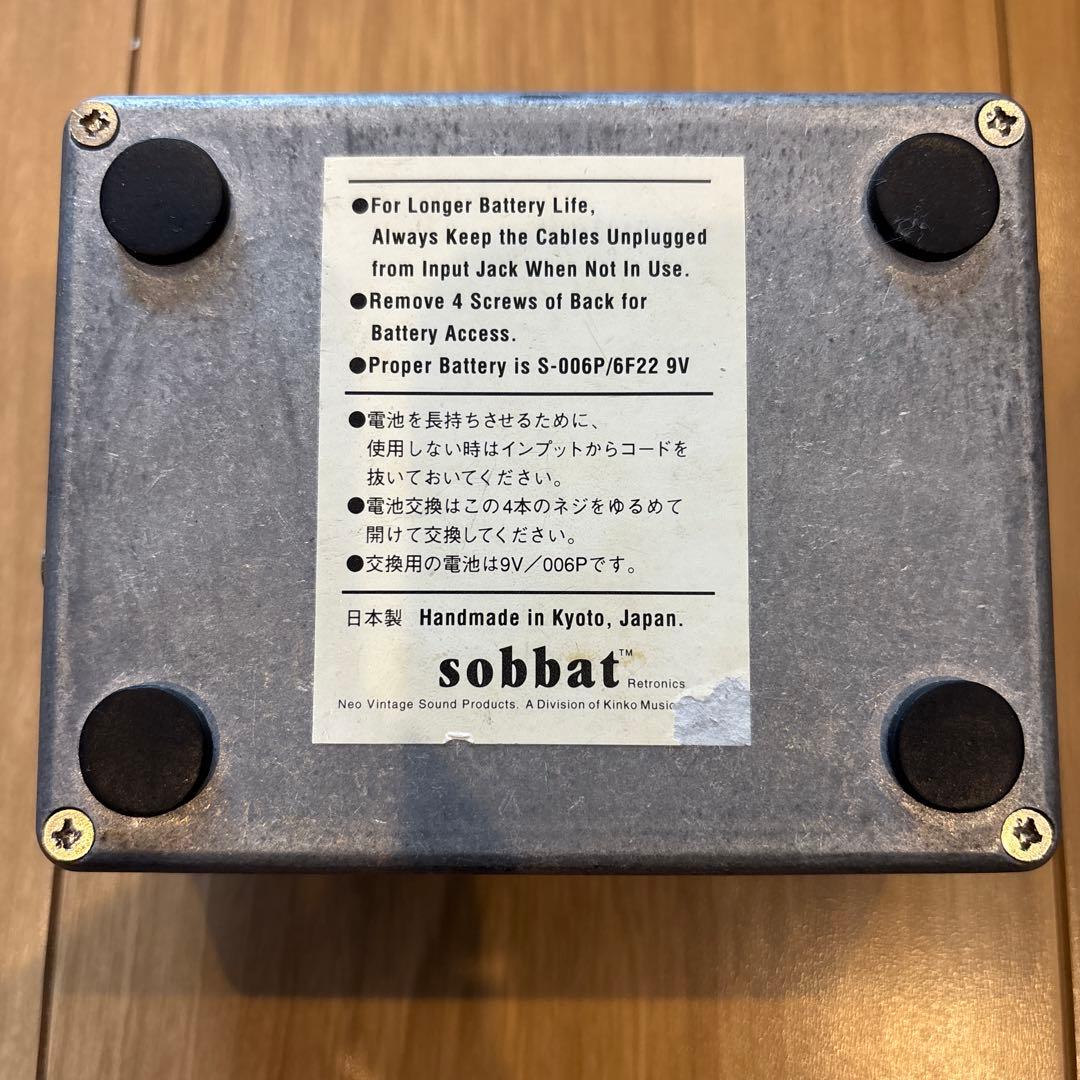 ●For Longer Battery Life,
Always Keep the Cables Unplugged
from Input Jack When Not In Use.
●Remove 4 Screws of Back for
Battery Access.
●Proper Battery is S-006P/6F22 9V
●電池を長持ちさせるために、
使用しない時はインプットからコードを
抜いておいてください。
●電池交換はこの4本のネジをゆるめて
開けて交換してください。
●交換用の電池は9V／006Pです。
日本製 Handmade in Kyoto, Japan.
sobbat™ Retronics
Neo Vintage Sound Products. A Division of Kinko Music